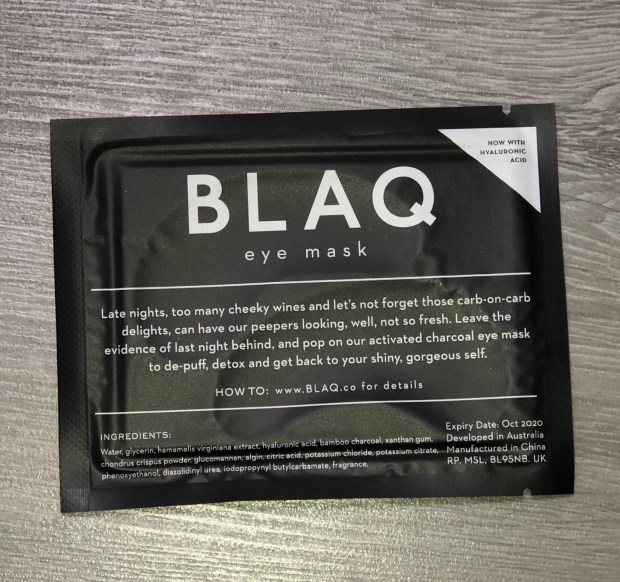 NOW WITH
HYALURONIC
ACID
BLAQ
eye mask
Late nights, too many cheeky wines and let's not forget those carb-on-carb
delights, can have our peepers looking, well, not so fresh. Leave the
evidence of last night behind, and pop on our activated charcoal eye mask
to de-puff, detox and get back to your shiny, gorgeous self.
HOW TO: www.BLAQ.co for details
INGREDIENTS:
Water, glycerin, hamamelis virginiana extract, hyaluronic acid, bamboo charcoal, xanthan gum,
chondrus crispus powder, glucomannan, algin, citric acid, potassium chloride, potassium citrate,
phenoxyethanol, diazolidinyl urea, iodopropynyl butylcarbamate, fragrance.
Expiry Date: Oct 2020
Developed in Australia
Manufactured in China
RP. MSL, BL95NB. UK